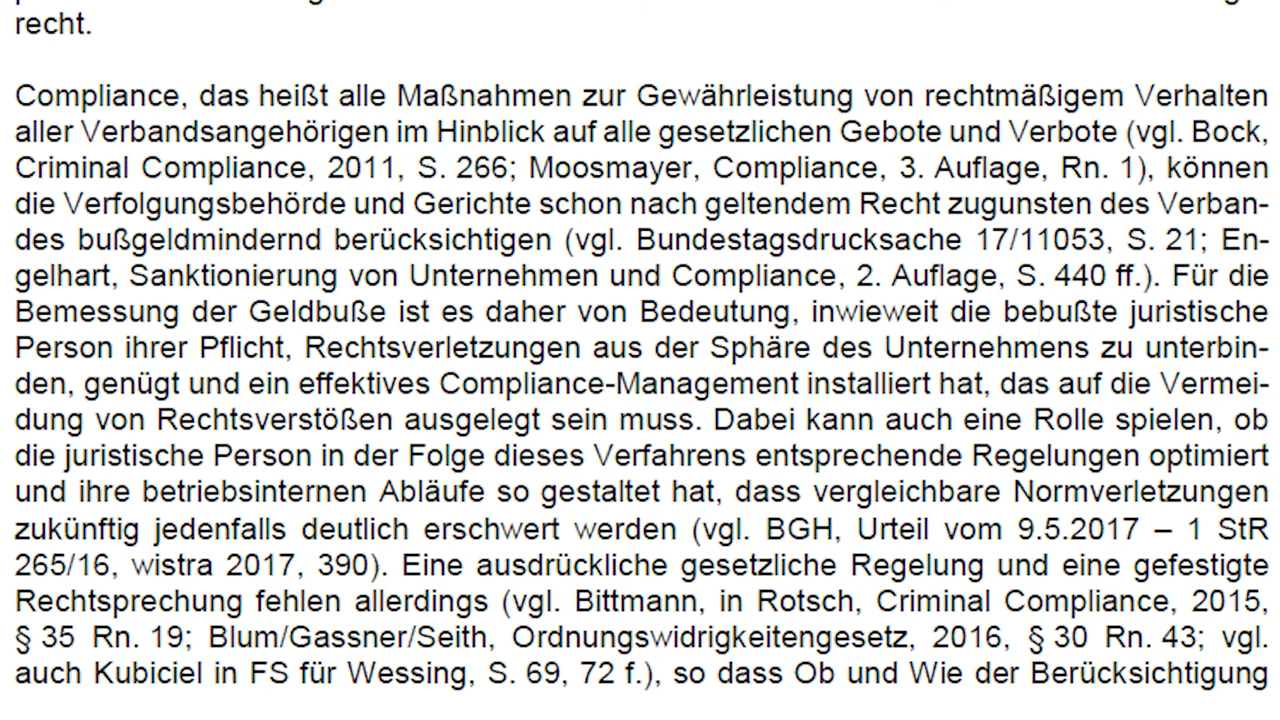 recht.
Compliance, das heißt alle Maßnahmen zur Gewährleistung von rechtmäßigem Verhalten
aller Verbandsangehörigen im Hinblick auf alle gesetzlichen Gebote und Verbote (vgl. Bock,
Criminal Compliance, 2011, S. 266; Moosmayer, Compliance, 3. Auflage, Rn. 1), können
die Verfolgungsbehörde und Gerichte schon nach geltendem Recht zugunsten des Verban-
des bußgeldmindernd berücksichtigen (vgl. Bundestagsdrucksache 17/11053, S. 21; En-
gelhart, Sanktionierung von Unternehmen und Compliance, 2. Auflage, S. 440 ff.). Für die
Bemessung der Geldbuße ist es daher von Bedeutung, inwieweit die bebußte juristische
Person ihrer Pflicht, Rechtsverletzungen aus der Sphäre des Unternehmens zu unterbin-
den, genügt und ein effektives Compliance-Management installiert hat, das auf die Vermei-
dung von Rechtsverstößen ausgelegt sein muss. Dabei kann auch eine Rolle spielen, ob
die juristische Person in der Folge dieses Verfahrens entsprechende Regelungen optimiert
und ihre betriebsinternen Abläufe so gestaltet hat, dass vergleichbare Normverletzungen
zukünftig jedenfalls deutlich erschwert werden (vgl. BGH, Urteil vom 9.5.2017 – 1 StR
265/16, wistra 2017, 390). Eine ausdrückliche gesetzliche Regelung und eine gefestigte
Rechtsprechung fehlen allerdings (vgl. Bittmann, in Rotsch, Criminal Compliance, 2015,
§ 35 Rn. 19; Blum/Gassner/Seith, Ordnungswidrigkeitengesetz, 2016, § 30 Rn. 43; vgl.
auch Kubiciel in FS für Wessing, S. 69, 72 f.), so dass Ob und Wie der Berücksichtigung